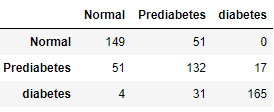 Normal Prediabetes diabetes
Normal 149 51 0
Prediabetes 51 132 17
diabetes 4 31 165